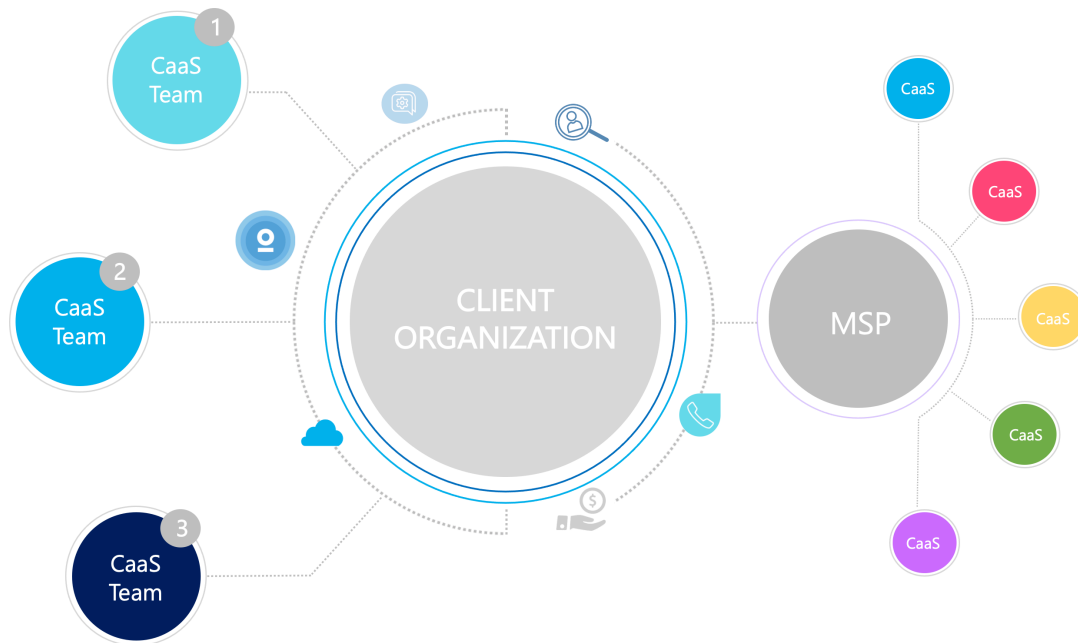 1
CaaS
Team
2
CaaS
Team
3
CaaS
Team
CLIENT
ORGANIZATION
$
MSP
CaaS
CaaS
CaaS
CaaS
CaaS